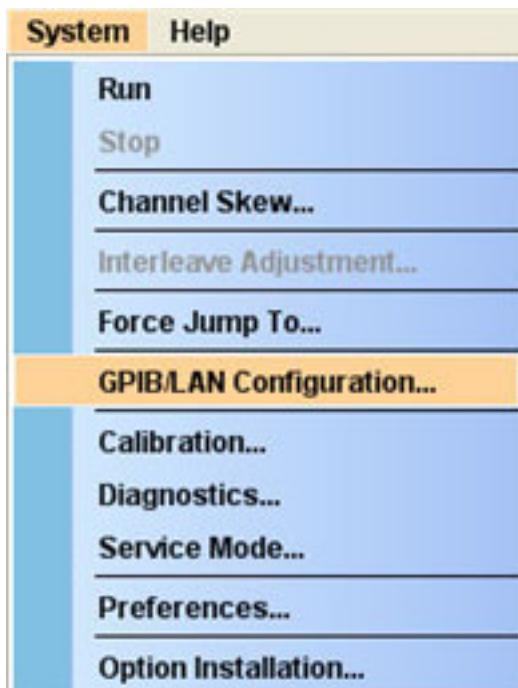 System Help
Run
Stop
Channel Skew...
Interleave Adjustment...
Force Jump To...
GPIB/LAN Configuration...
Calibration...
Diagnostics...
Service Mode...
Preferences...
Option Installation...